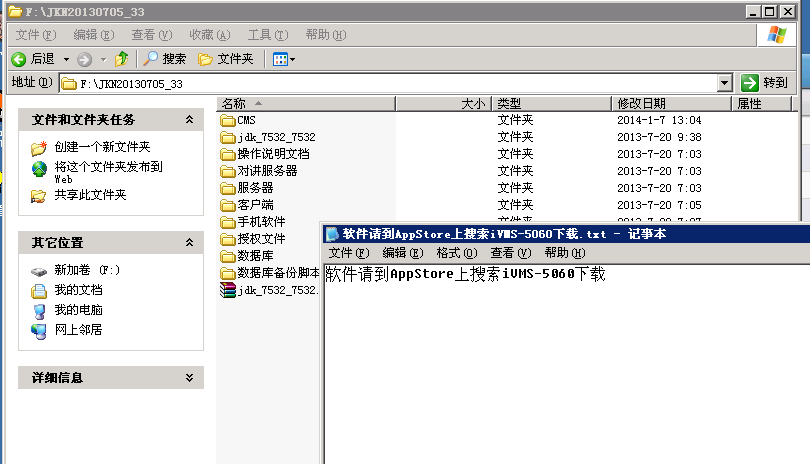 F:\JKN20130705_33
文件(F) 编辑(E) 查看(V) 收藏(A) 工具(T) 帮助(H)
后退 搜索 文件夹
地址(D) F:\JKN20130705_33 转到
文件和文件夹任务
创建一个新文件夹
将这个文件夹发布到
Web
共享此文件夹
其它位置
新加卷 (F:)
我的文档
我的电脑
网上邻居
详细信息
名称 大小 类型 修改日期 属性
CMS 文件夹 2014-1-7 13:04
jdk_7532_7532 文件夹 2013-7-20 9:38
操作说明文档 文件夹 2013-7-20 7:03
对讲服务器 文件夹 2013-7-20 7:03
服务器 文件夹 2013-7-20 7:03
客户端 文件夹 2013-7-20 7:05
手机软件 文件夹 2013-7-20 7:07
授权文件
数据库
数据库备份脚本
jdk_7532_7532.
软件请到AppStore上搜索iVMS-5060下载.txt - 记事本
文件(F) 编辑(E) 格式(O) 查看(V) 帮助(H)
软件请到AppStore上搜索iVMS-5060下载